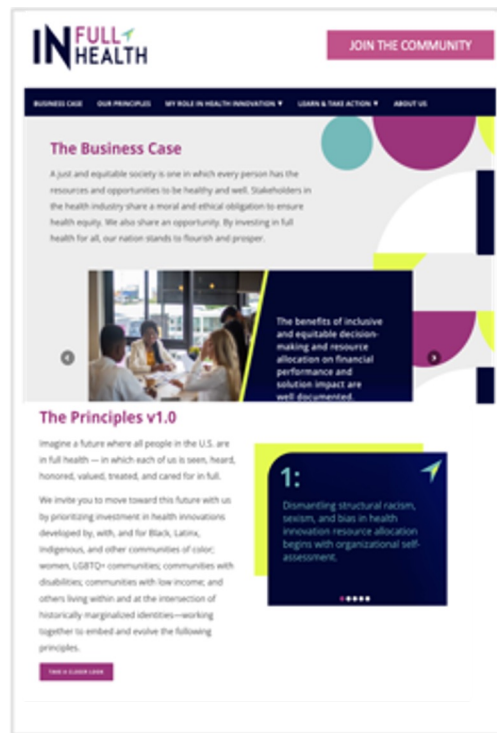 IN FULL
HEALTH
JOIN THE COMMUNITY
BUSINESS CASE OUR PRINCIPLES MY ROLE IN HEALTH INNOVATION ▼ LEARN & TAKE ACTION ▼ ABOUT US
The Business Case
A just and equitable society is one in which every person has the
resources and opportunities to be healthy and well. Stakeholders in
the health industry share a moral and ethical obligation to ensure
health equity. We also share an opportunity. By investing in full
health for all, our nation stands to flourish and prosper.
The benefits of inclusive
and equitable decision-
making and resource
allocation on financial
performance and
solution impact are
well documented.
The Principles v1.0
Imagine a future where all people in the U.S. are
in full health — in which each of us is seen, heard,
honored, valued, treated, and cared for in full.
We invite you to move toward this future with us
by prioritizing investment in health innovations
developed by, with, and for Black, Latinx,
Indigenous, and other communities of color;
women, LGBTQ+ communities; communities with
disabilities; communities with low income; and
others living within and at the intersection of
historically marginalized identities—working
together to embed and evolve the following
principles.
TAKE A CLOSER LOOK
1:
Dismantling structural racism,
sexism, and bias in health
innovation resource allocation
begins with organizational self-
assessment.